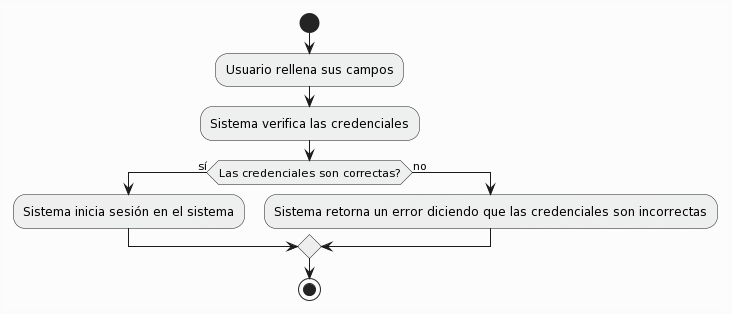 Usuario rellena sus campos
Sistema verifica las credenciales
sí
Las credenciales son correctas?
no
Sistema inicia sesión en el sistema
Sistema retorna un error diciendo que las credenciales son incorrectas